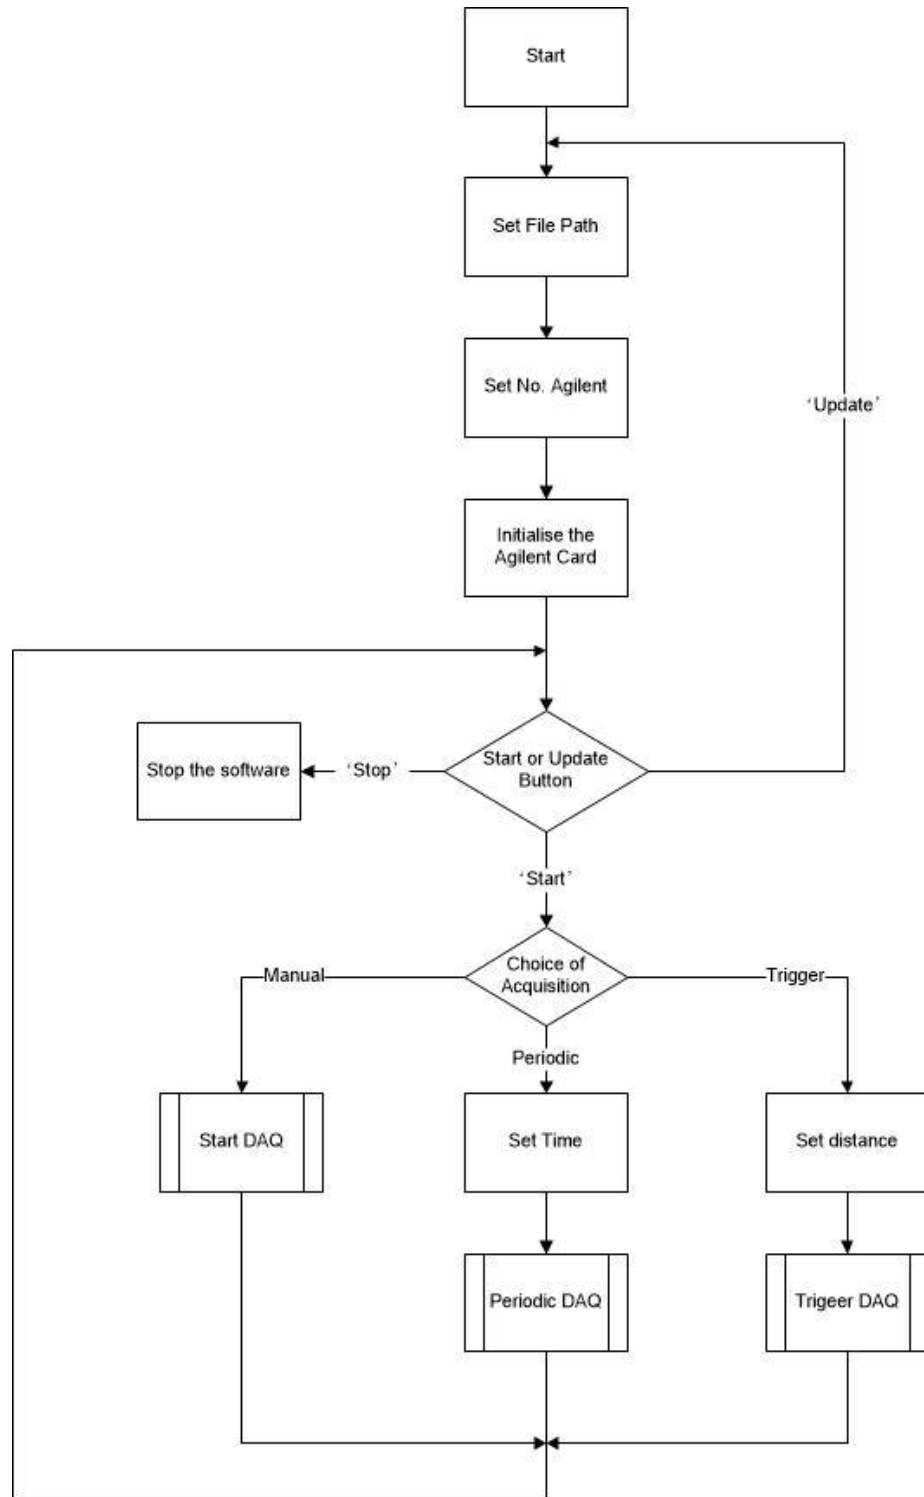 Start
Set File Path
Set No. Agilent
‘Update’
Initialise the
Agilent Card
Start or Update
Button
Stop the software
‘Stop’
‘Start’
Choice of
Acquisition
Manual
Trigger
Periodic
Start DAQ
Set Time
Set distance
Periodic DAQ
Trigeer DAQ